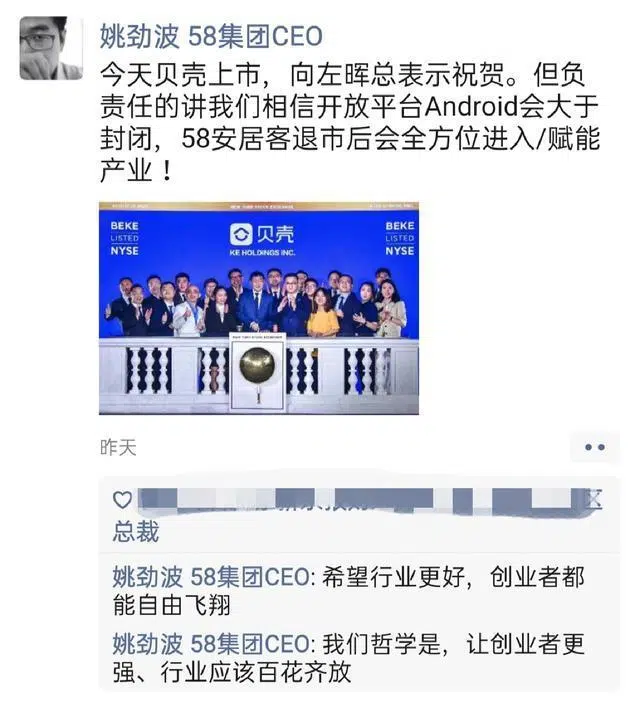 姚劲波 58集团CEO
今天贝壳上市，向左晖总表示祝贺。但负
责任的讲我们相信开放平台Android会大于
封闭，58安居客退市后会全方位进入/赋能
产业！
BEKE
LISTED
NYSE
贝壳
KE HOLDINGS INC.
BEKE
LISTED
NYSE
昨天
总裁
姚劲波 58集团CEO: 希望行业更好，创业者都
能自由飞翔
姚劲波 58集团CEO: 我们哲学是，让创业者更
强、行业应该百花齐放